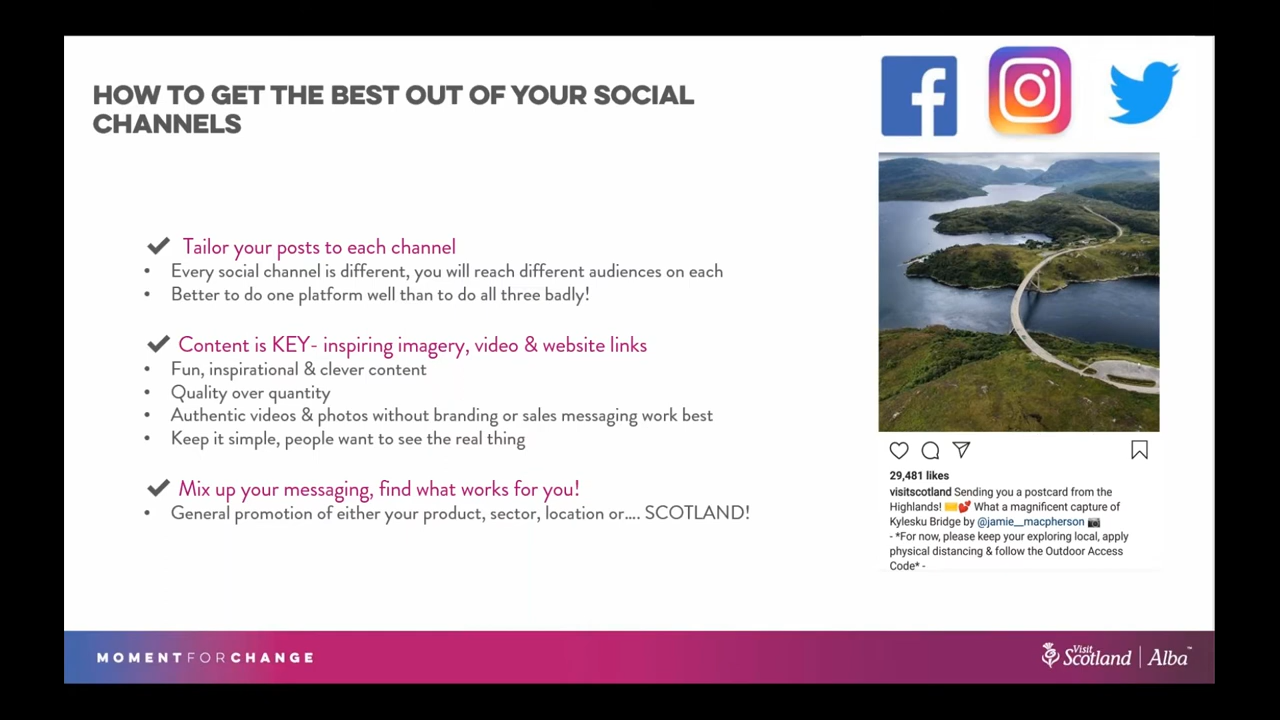 HOW TO GET THE BEST OUT OF YOUR SOCIAL
CHANNELS
Tailor your posts to each channel
Every social channel is different, you will reach different audiences on each
Better to do one platform well than to do all three badly!
Content is KEY- inspiring imagery, video & website links
Fun, inspirational & clever content
Quality over quantity
Authentic videos & photos without branding or sales messaging work best
Keep it simple, people want to see the real thing
Mix up your messaging, find what works for you!
General promotion of either your product, sector, location or.... SCOTLAND!
29,481 likes
visitscotland Sending you a postcard from the
Highlands! ✉️💕 What a magnificent capture of
Kylesku Bridge by @jamie__macpherson 📷
- *For now, please keep your exploring local, apply
physical distancing & follow the Outdoor Access
Code* -
MOMENTFORCHANGE
Visit
Scotland | Alba™